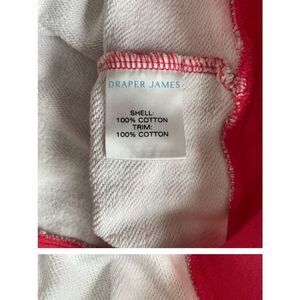 DRAPER JAMES
SHELL:
100% COTTON
TRIM:
100% COTTON